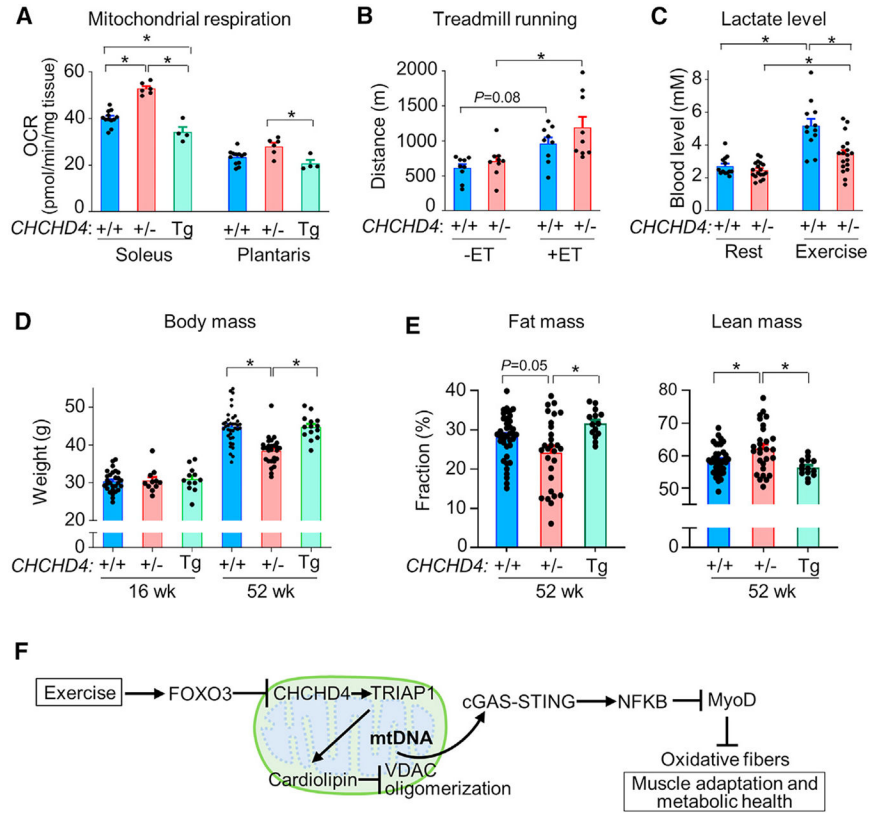 A Mitochondrial respiration
* * *
*
OCR
(pmol/min/mg tissue)
60
40
20
0
CHCHD4: +/+ +/- Tg +/+ +/- Tg
Soleus Plantaris
B Treadmill running
*
P=0.08
Distance (m)
2000
1500
1000
500
0
CHCHD4: +/+ +/- +/+ +/-
-ET +ET
C Lactate level
* *
*
Blood level (mM)
8
6
4
2
0
CHCHD4: +/+ +/- +/+ +/-
Rest Exercise
D Body mass
* *
Weight (g)
50
40
30
20
0
CHCHD4: +/+ +/- Tg +/+ +/- Tg
16 wk 52 wk
E Fat mass Lean mass
P=0.05 *
Fraction (%)
40
30
20
10
0
CHCHD4: +/+ +/- Tg
52 wk
* *
80
70
60
50
0
+/+ +/- Tg
52 wk
F
Exercise FOXO3 CHCHD4 TRIAP1 cGAS-STING NFKB MyoD
mtDNA
Cardiolipin VDAC
oligomerization
Oxidative fibers
Muscle adaptation and
metabolic health